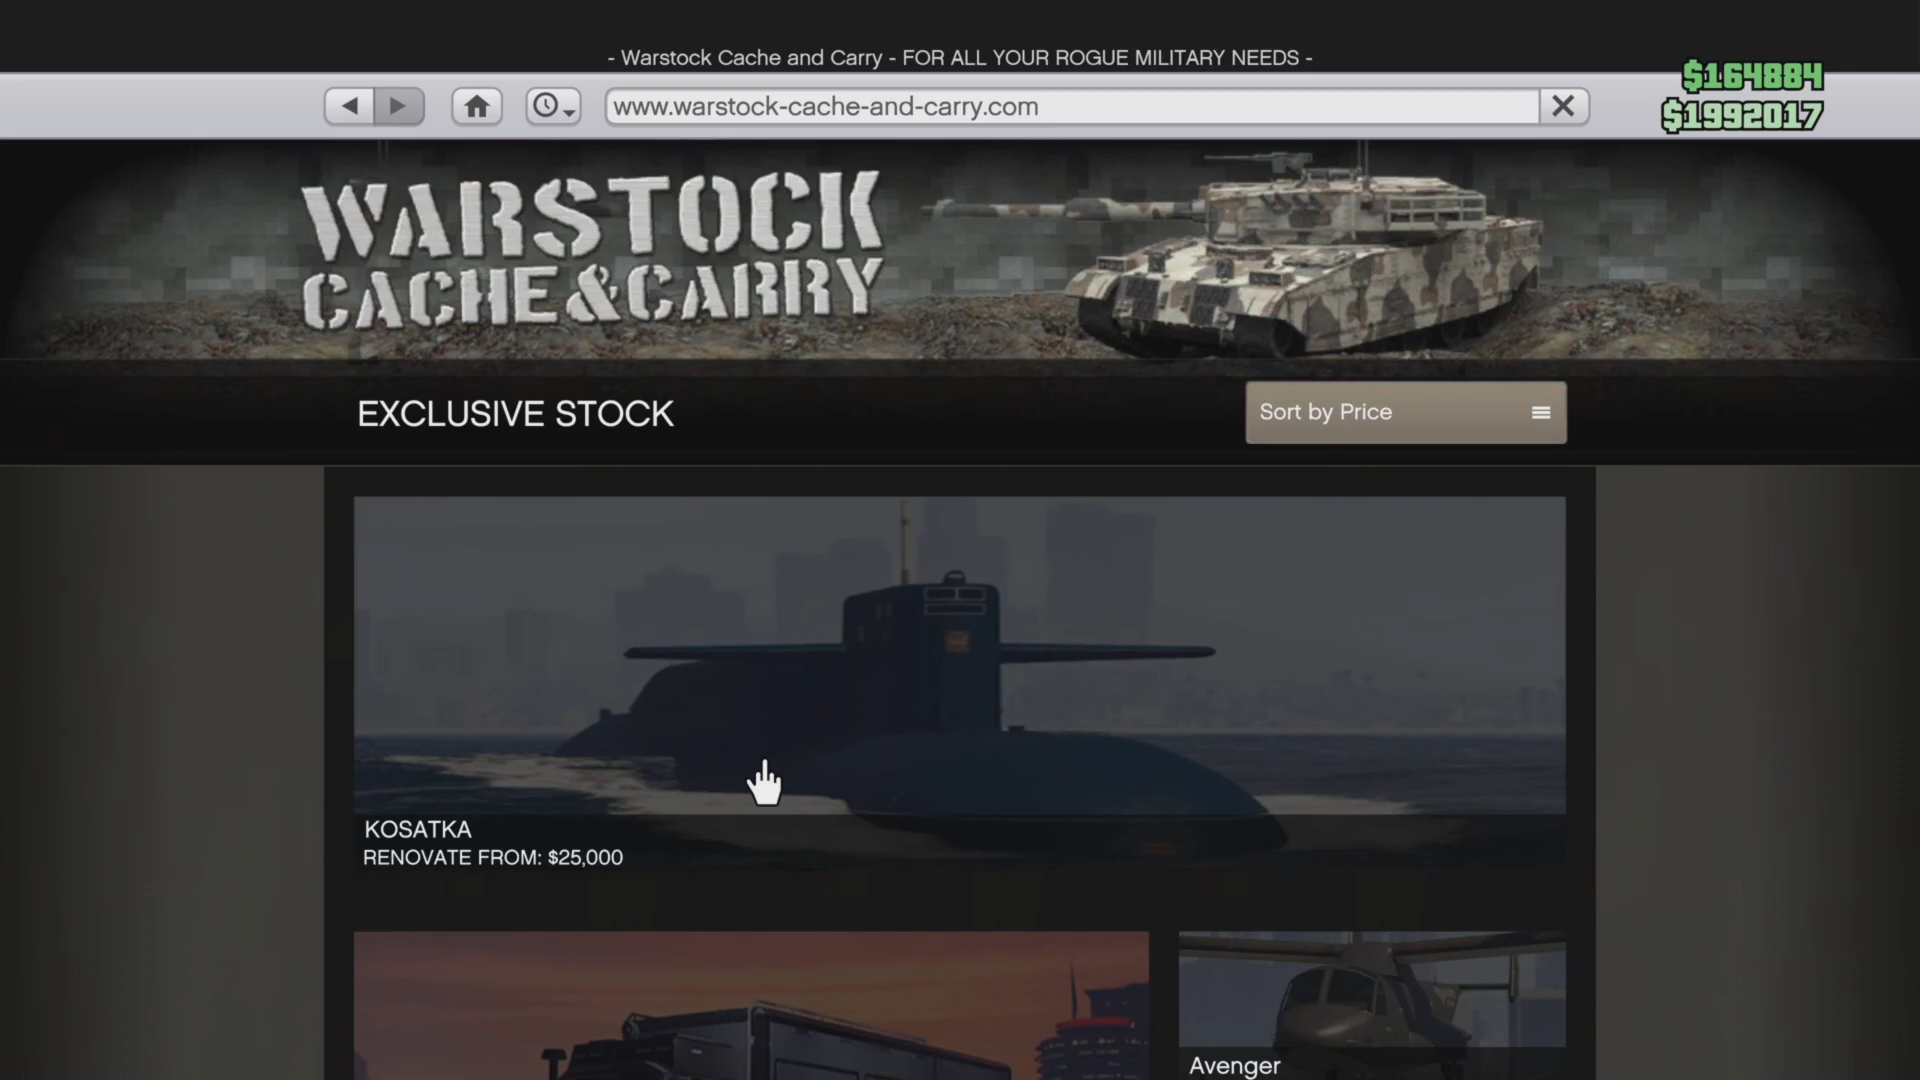 - Warstock Cache and Carry - FOR ALL YOUR ROGUE MILITARY NEEDS -
$164884
www.warstock-cache-and-carry.com
$1992017
WARSTOCK
CACHE & CARRY
EXCLUSIVE STOCK
Sort by Price
KOSATKA
RENOVATE FROM: $25,000
Avenger